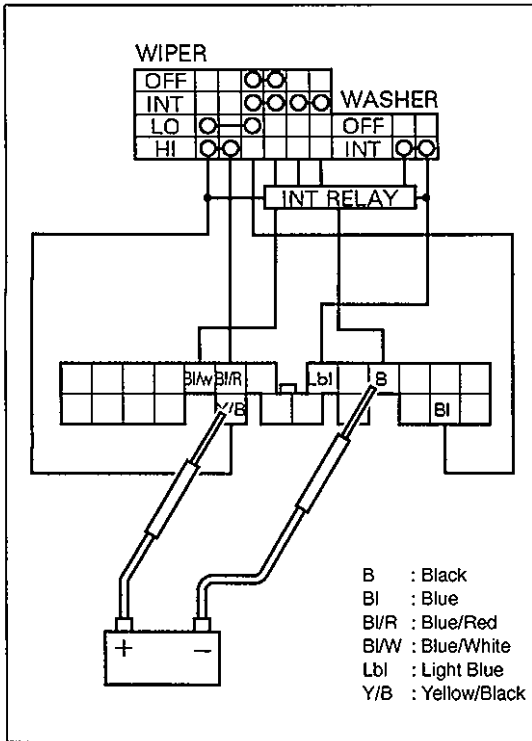 WIPER
OFF
INT
LO
HI
WASHER
OFF
INT
INT RELAY
Bl/w Bl/R Lbl B
Y/B Bl
+ −
B : Black
Bl : Blue
Bl/R : Blue/Red
Bl/W : Blue/White
Lbl : Light Blue
Y/B : Yellow/Black